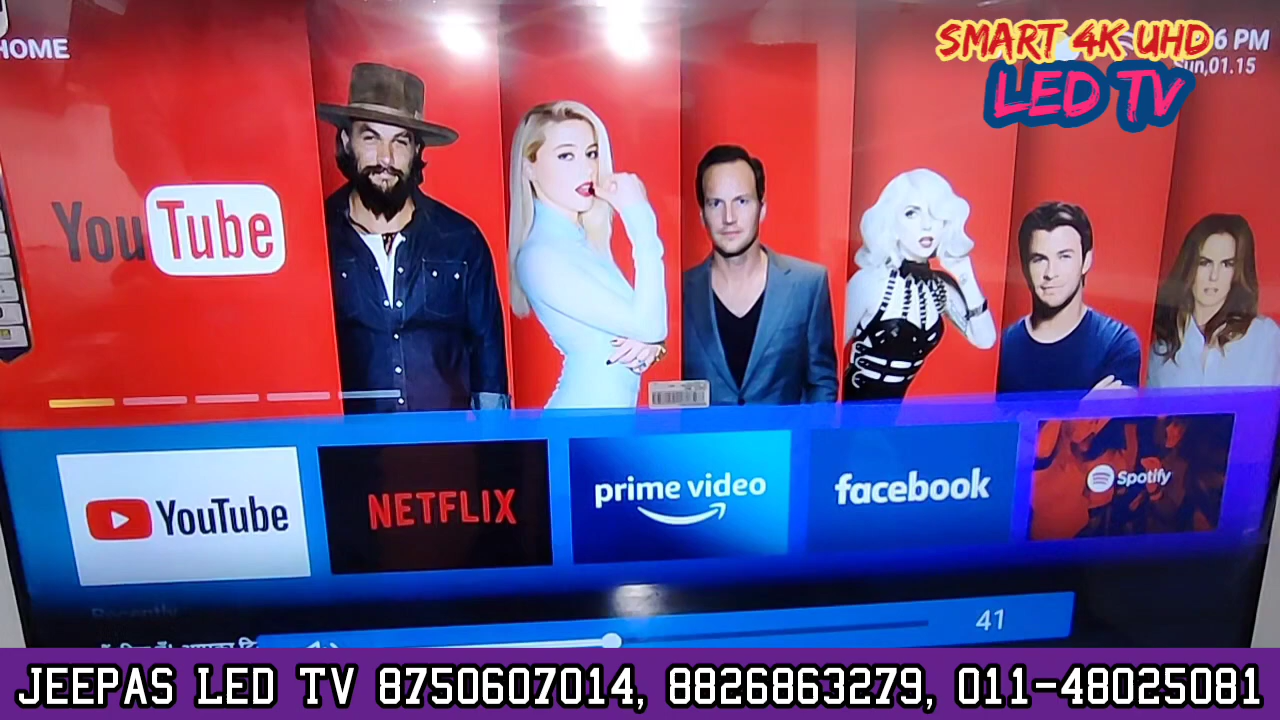 HOME
SMART 4K UHD
6 PM
LED TV
Sun,01.15
YouTube
YouTube
NETFLIX
prime video
facebook
Spotify
Recently
41
JEEPAS LED TV 8750607014, 8826863279, 011-48025081